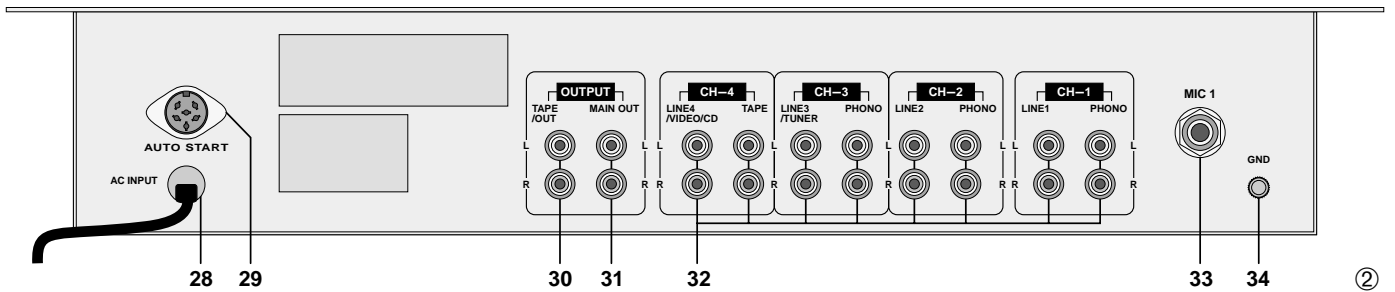 OUTPUT
CH–4
CH–3
CH–2
CH–1
TAPE
/OUT
MAIN OUT
LINE4
/VIDEO/CD
TAPE
LINE3
/TUNER
PHONO
LINE2
PHONO
LINE1
PHONO
MIC 1
AUTO START
L L L L L L L L
AC INPUT
R R R R R R R R
GND
28 29 30 31 32 33 34
②